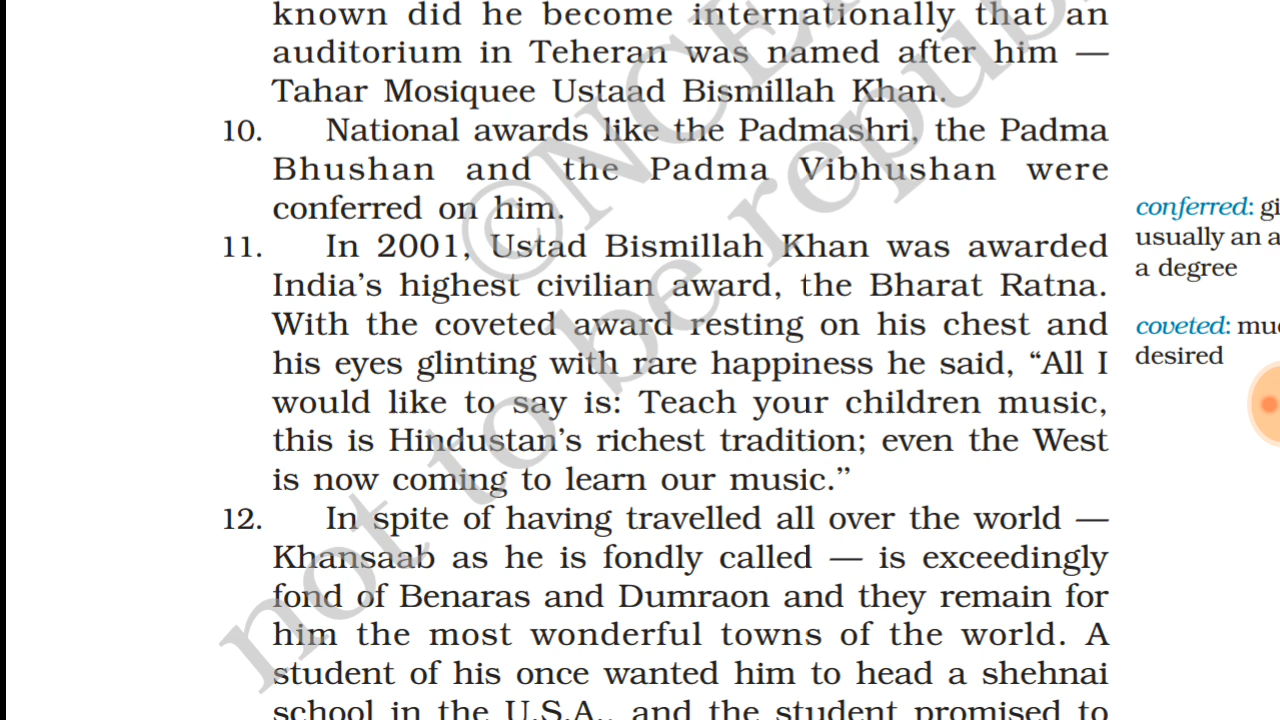 known did he become internationally that an
auditorium in Teheran was named after him —
Tahar Mosiquee Ustaad Bismillah Khan.
10. National awards like the Padmashri, the Padma
Bhushan and the Padma Vibhushan were
conferred on him.
conferred: gi
usually an a
a degree
11. In 2001, Ustad Bismillah Khan was awarded
India's highest civilian award, the Bharat Ratna.
With the coveted award resting on his chest and
his eyes glinting with rare happiness he said, “All I
would like to say is: Teach your children music,
this is Hindustan's richest tradition; even the West
is now coming to learn our music.”
coveted: muc
desired
12. In spite of having travelled all over the world —
Khansaab as he is fondly called — is exceedingly
fond of Benaras and Dumraon and they remain for
him the most wonderful towns of the world. A
student of his once wanted him to head a shehnai
school in the U.S.A., and the student promised to
©NCE
not to be republ